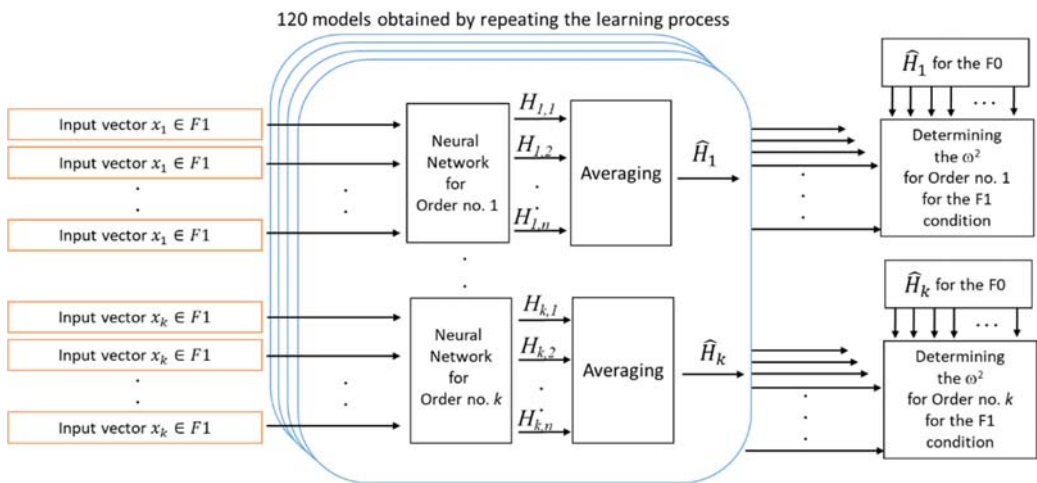 120 models obtained by repeating the learning process
Input vector x₁ ∈ F1
Input vector x₁ ∈ F1
Input vector x₁ ∈ F1
Neural
Network
for
Order no. 1
H₁,₁
H₁,₂
H₁,ₙ
Averaging
Ĥ₁
Ĥ₁ for the F0
...
Determining
the ω²
for Order no. 1
for the F1
condition
Input vector xₖ ∈ F1
Input vector xₖ ∈ F1
Input vector xₖ ∈ F1
Neural
Network
for
Order no. k
Hₖ,₁
Hₖ,₂
Hₖ,ₙ
Averaging
Ĥₖ
Ĥₖ for the F0
...
Determining
the ω²
for Order no. k
for the F1
condition